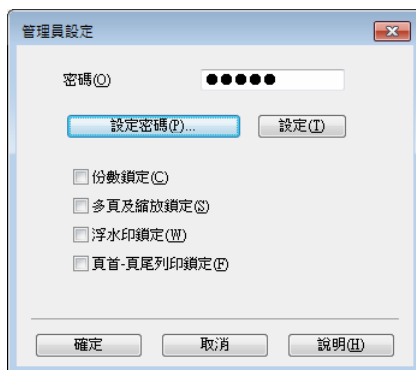 管理員設定
密碼(O) ●●●●●
設定密碼(P)... 設定(T)
份數鎖定(C)
多頁及縮放鎖定(S)
浮水印鎖定(W)
頁首-頁尾列印鎖定(F)
確定 取消 說明(H)